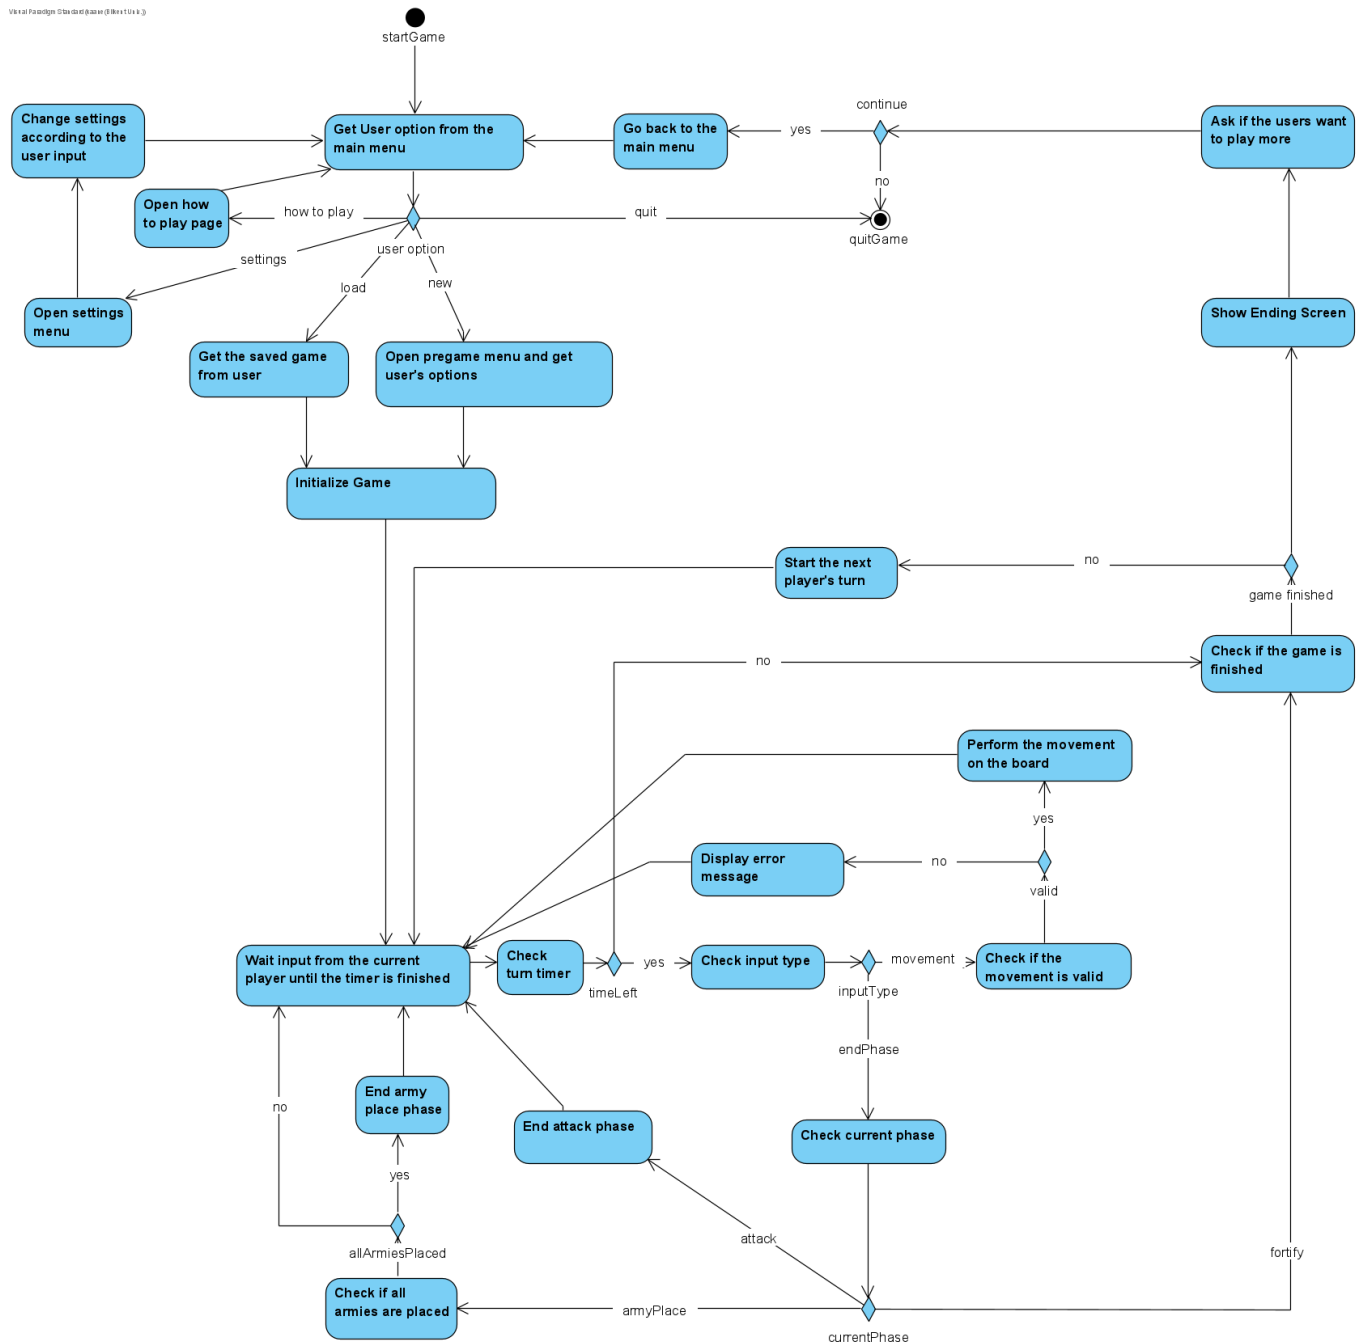 Visual Paradigm Standard
startGame
continue
Change settings
according to the
user input
Get User option from the
main menu
Go back to the
main menu
yes
Ask if the users want
to play more
no
Open how
to play page
how to play
quit
quitGame
user option
settings
load
new
Open settings
menu
Show Ending Screen
Get the saved game
from user
Open pregame menu and get
user's options
Initialize Game
Start the next
player's turn
no
game finished
Check if the game is
finished
no
Perform the movement
on the board
yes
Display error
message
no
valid
Wait input from the current
player until the timer is finished
Check
turn timer
yes
timeLeft
Check input type
movement
inputType
Check if the
movement is valid
endPhase
End army
place phase
no
End attack phase
Check current phase
yes
attack
allArmiesPlaced
fortify
Check if all
armies are placed
armyPlace
currentPhase